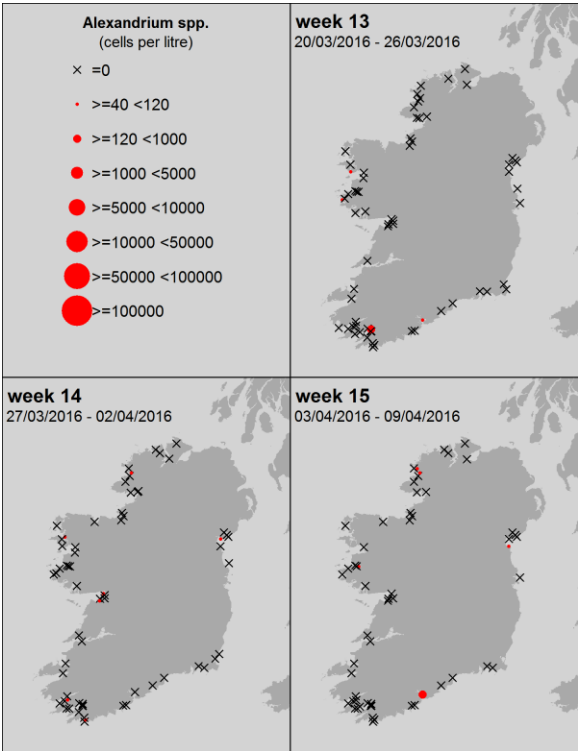 Alexandrium spp.
(cells per litre)
=0
>=40 <120
>=120 <1000
>=1000 <5000
>=5000 <10000
>=10000 <50000
>=50000 <100000
>=100000
week 13
20/03/2016 - 26/03/2016
week 14
27/03/2016 - 02/04/2016
week 15
03/04/2016 - 09/04/2016